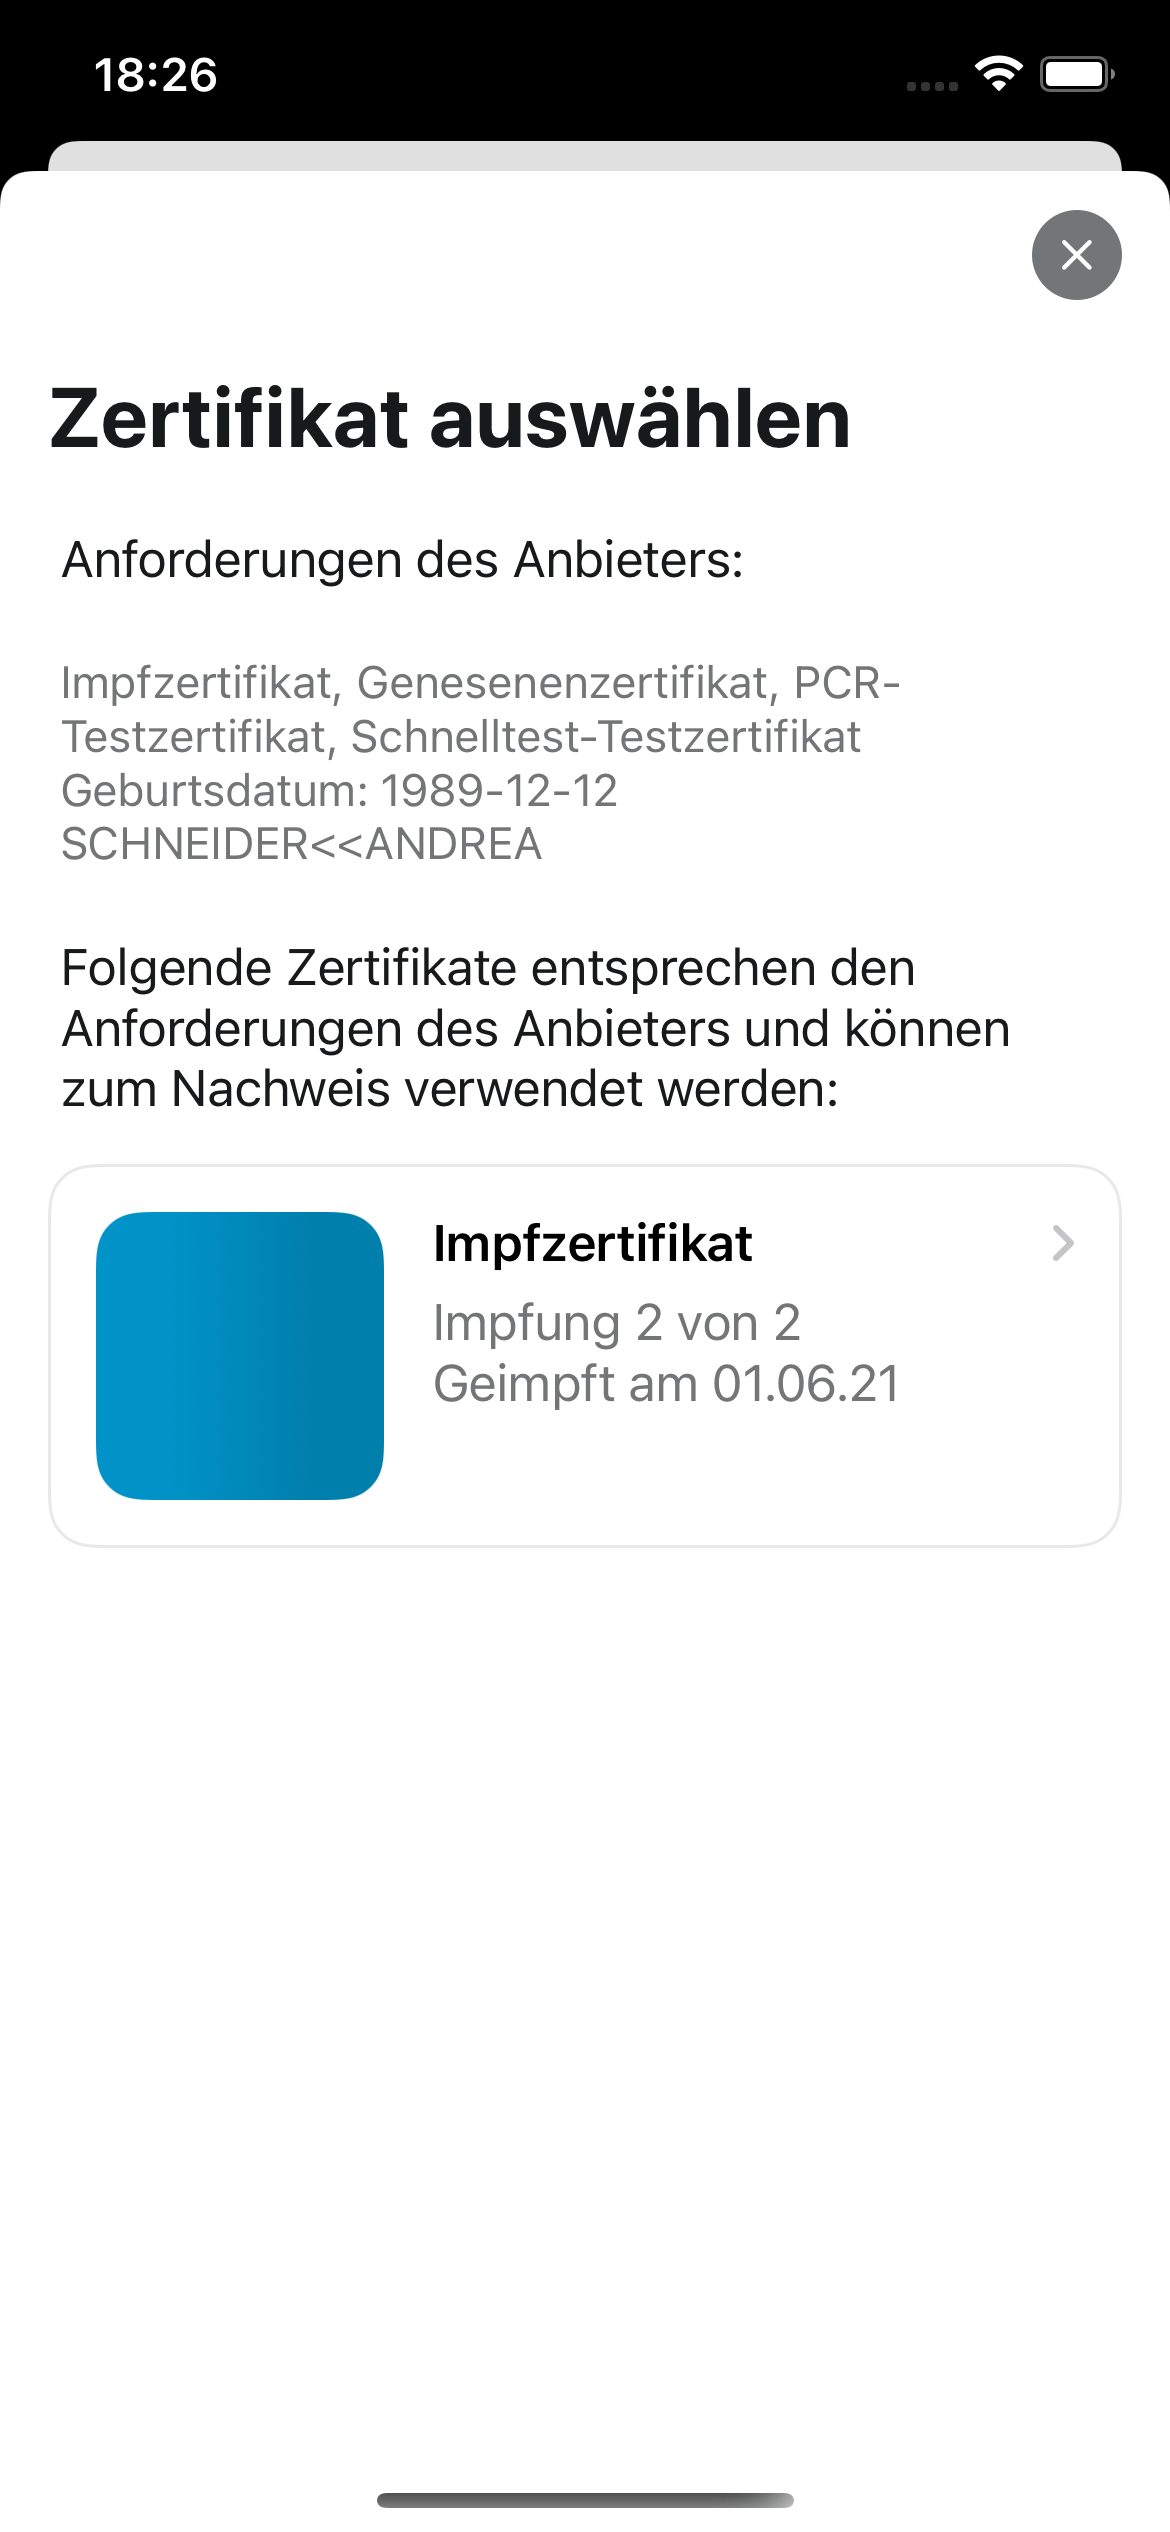 18:26
Zertifikat auswählen
Anforderungen des Anbieters:
Impfzertifikat, Genesenenzertifikat, PCR-
Testzertifikat, Schnelltest-Testzertifikat
Geburtsdatum: 1989-12-12
SCHNEIDER<<ANDREA
Folgende Zertifikate entsprechen den
Anforderungen des Anbieters und können
zum Nachweis verwendet werden:
Impfzertifikat
Impfung 2 von 2
Geimpft am 01.06.21